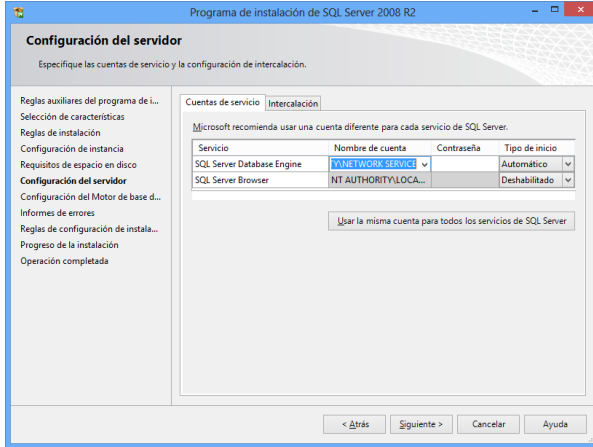 Programa de instalación de SQL Server 2008 R2
Configuración del servidor
Especifique las cuentas de servicio y la configuración de intercalación.
Reglas auxiliares del programa de i...
Selección de características
Reglas de instalación
Configuración de instancia
Requisitos de espacio en disco
Configuración del servidor
Configuración del Motor de base d...
Informes de errores
Reglas de configuración de instala...
Progreso de la instalación
Operación completada
Cuentas de servicio Intercalación
Microsoft recomienda usar una cuenta diferente para cada servicio de SQL Server.
Servicio Nombre de cuenta Contraseña Tipo de inicio
SQL Server Database Engine Y\NETWORK SERVICE Automático
SQL Server Browser NT AUTHORITY\LOCA... Deshabilitado
Usar la misma cuenta para todos los servicios de SQL Server
< Atrás Siguiente > Cancelar Ayuda